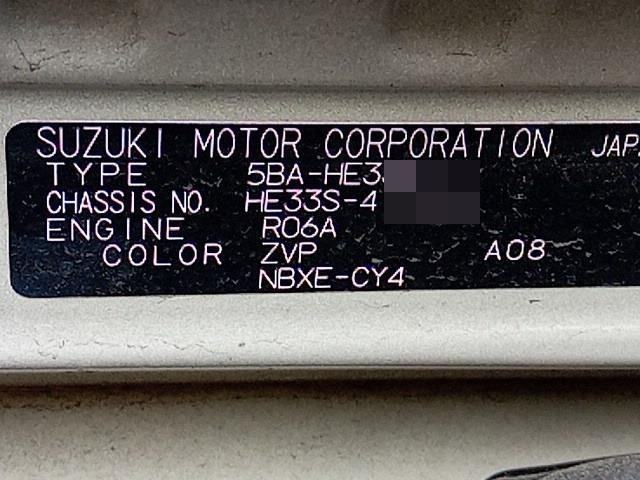 SUZUKI MOTOR CORPORATION JAP
TYPE 5BA-HE3
CHASSIS NO. HE33S-4
ENGINE R06A
COLOR ZVP A08
NBXE-CY4